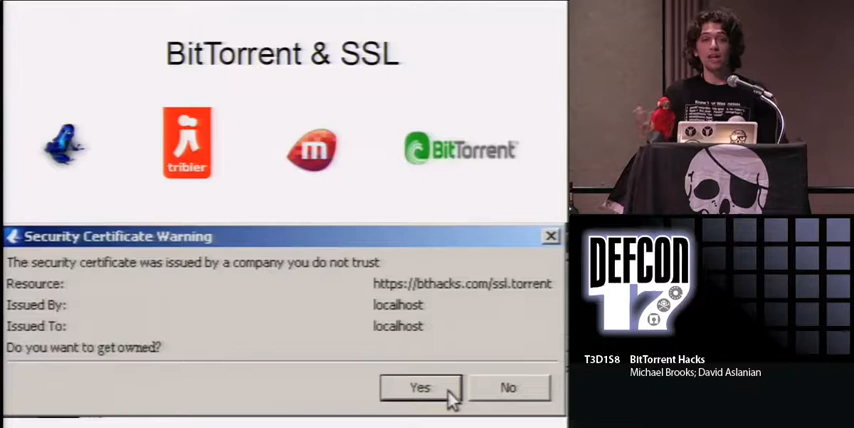 BitTorrent & SSL
tribler
m
BitTorrent
Security Certificate Warning
The security certificate was issued by a company you do not trust
Resource:
https://bthacks.com/ssl.torrent
Issued By:
localhost
Issued To:
localhost
Do you want to get owned?
Yes
No
DEFCON
17
T3D1S8
BitTorrent Hacks
Michael Brooks; David Aslanian